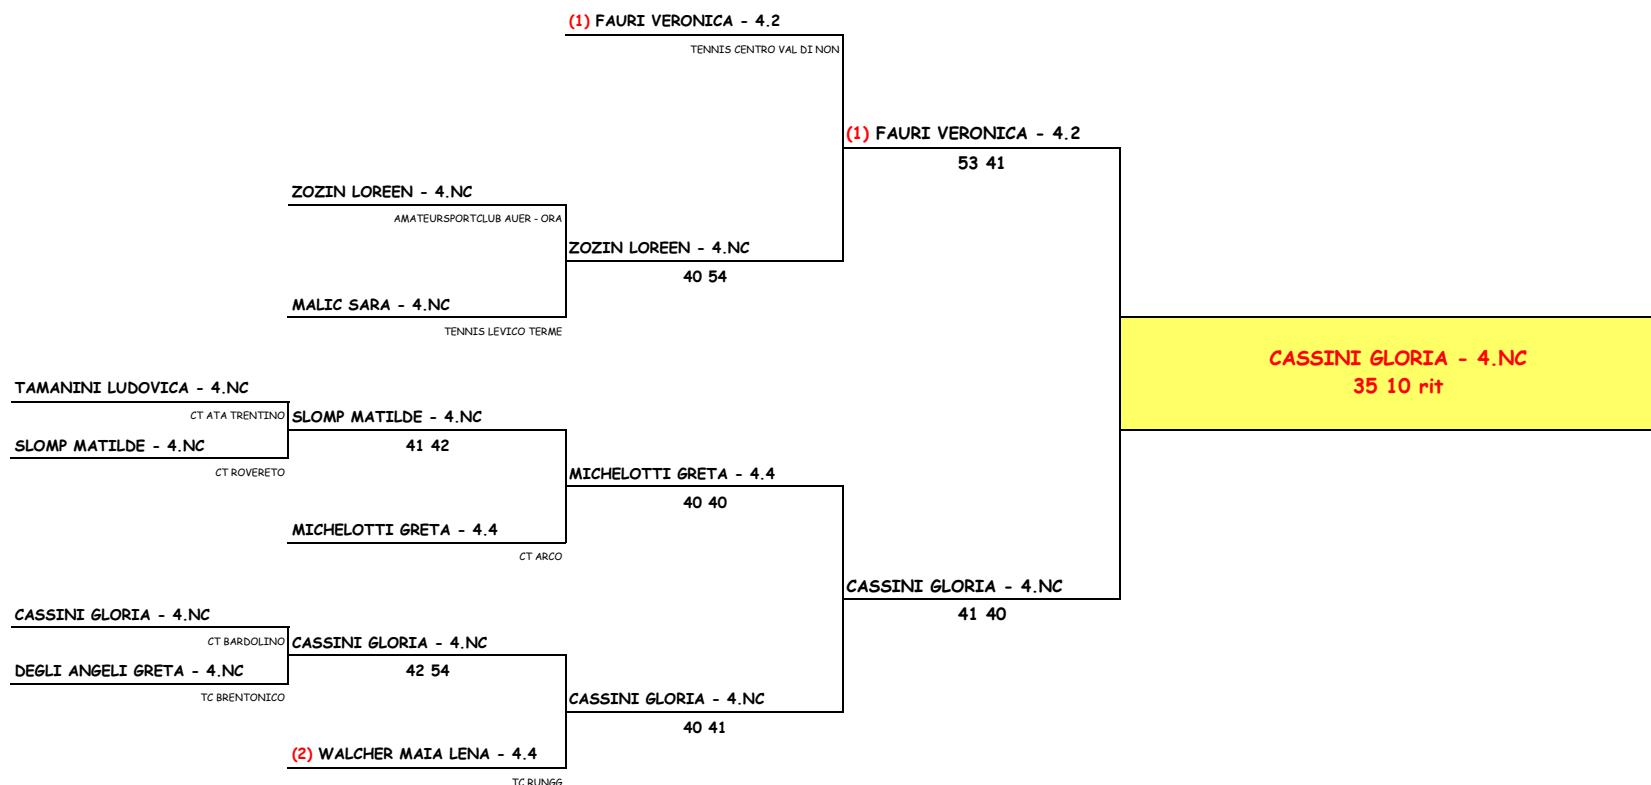 (1) FAURI VERONICA - 4.2
TENNIS CENTRO VAL DI NON
(1) FAURI VERONICA - 4.2
53 41
ZOZIN LOREEN - 4.NC
AMATEURSPORTCLUB AUER - ORA
ZOZIN LOREEN - 4.NC
40 54
MALIC SARA - 4.NC
TENNIS LEVICO TERME
CASSINI GLORIA - 4.NC
35 10 rit
TAMANINI LUDOVICA - 4.NC
CT ATA TRENTINO
SLOMP MATILDE - 4.NC
41 42
SLOMP MATILDE - 4.NC
CT ROVERETO
MICHELOTTI GRETA - 4.4
40 40
MICHELOTTI GRETA - 4.4
CT ARCO
CASSINI GLORIA - 4.NC
41 40
CASSINI GLORIA - 4.NC
CT BARDOLINO
CASSINI GLORIA - 4.NC
42 54
DEGLI ANGELI GRETA - 4.NC
TC BRENTONICO
CASSINI GLORIA - 4.NC
40 41
(2) WALCHER MAIA LENA - 4.4
TC RUNGG